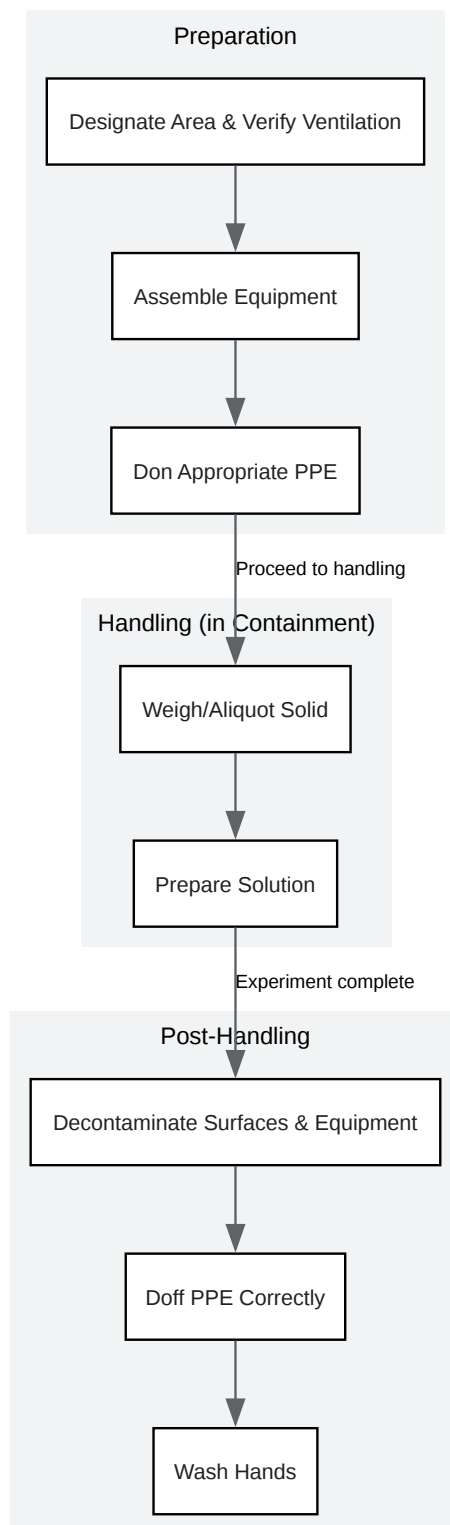 Preparation
Designate Area & Verify Ventilation
Assemble Equipment
Don Appropriate PPE
Proceed to handling
Handling (in Containment)
Weigh/Aliquot Solid
Prepare Solution
Experiment complete
Post-Handling
Decontaminate Surfaces & Equipment
Doff PPE Correctly
Wash Hands